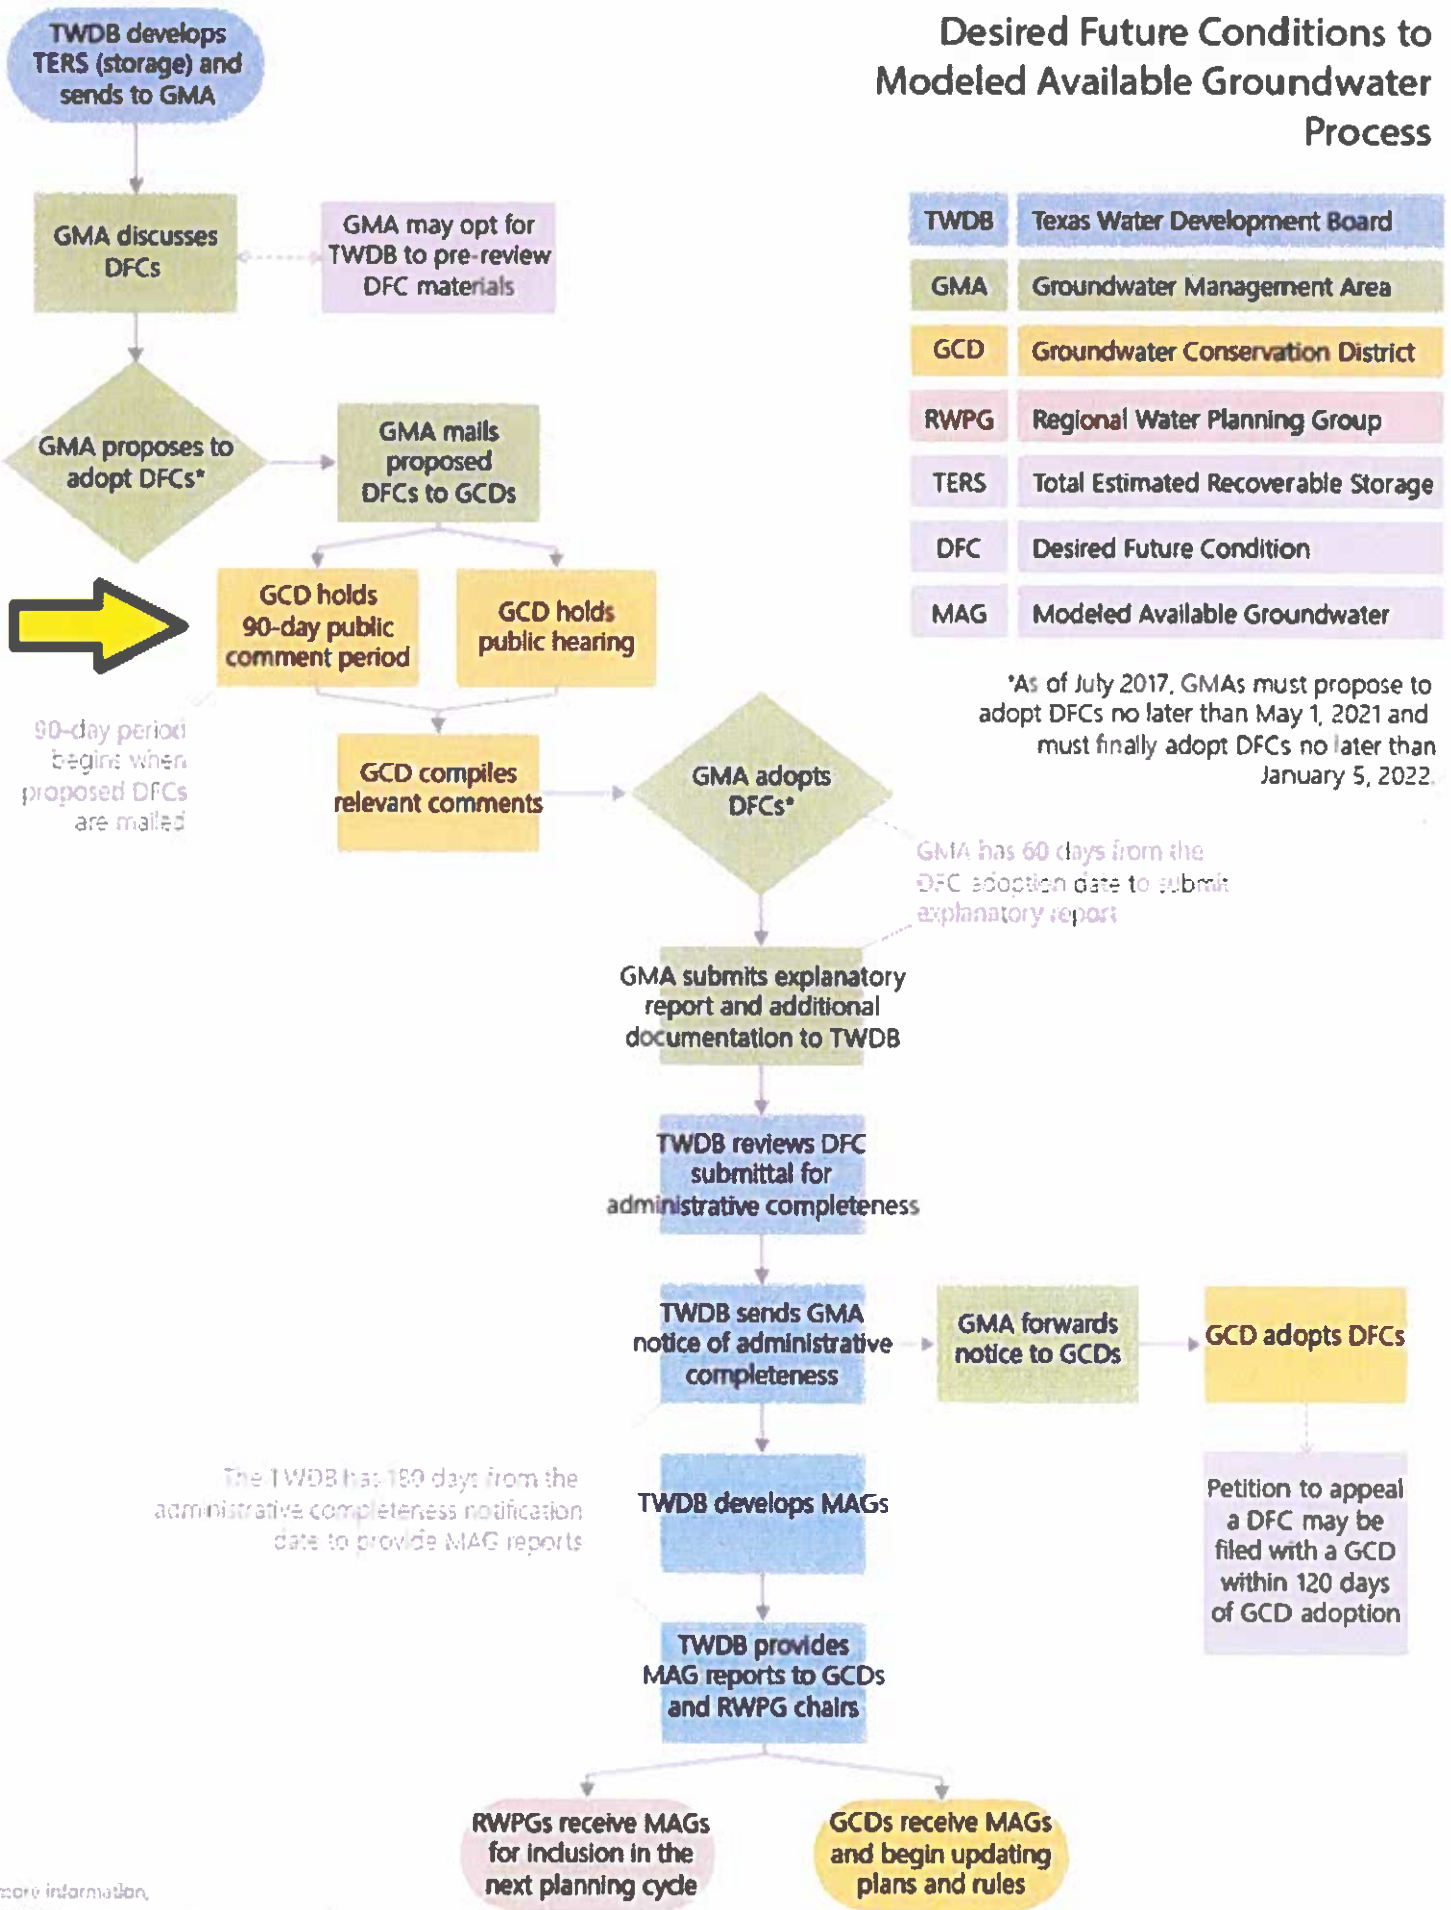 Desired Future Conditions to
Modeled Available Groundwater
Process
TWDB develops
TERS (storage) and
sends to GMA
GMA discusses
DFCs
GMA may opt for
TWDB to pre-review
DFC materials
TWDB Texas Water Development Board
GMA Groundwater Management Area
GCD Groundwater Conservation District
RWPG Regional Water Planning Group
TERS Total Estimated Recoverable Storage
DFC Desired Future Condition
MAG Modeled Available Groundwater
*As of July 2017, GMAs must propose to
adopt DFCs no later than May 1, 2021 and
must finally adopt DFCs no later than
January 5, 2022.
GMA proposes to
adopt DFCs*
GMA mails
proposed
DFCs to GCDs
GCD holds
90-day public
comment period
GCD holds
public hearing
90-day period
begins when
proposed DFCs
are mailed
GCD compiles
relevant comments
GMA adopts
DFCs*
GMA has 60 days from the
DFC adoption date to submit
explanatory report
GMA submits explanatory
report and additional
documentation to TWDB
TWDB reviews DFC
submittal for
administrative completeness
TWDB sends GMA
notice of administrative
completeness
GMA forwards
notice to GCDs
GCD adopts DFCs
The TWDB has 180 days from the
administrative completeness notification
date to provide MAG reports
TWDB develops MAGs
Petition to appeal
a DFC may be
filed with a GCD
within 120 days
of GCD adoption
TWDB provides
MAG reports to GCDs
and RWPG chairs
RWPGs receive MAGs
for inclusion in the
next planning cycle
GCDs receive MAGs
and begin updating
plans and rules
more information,